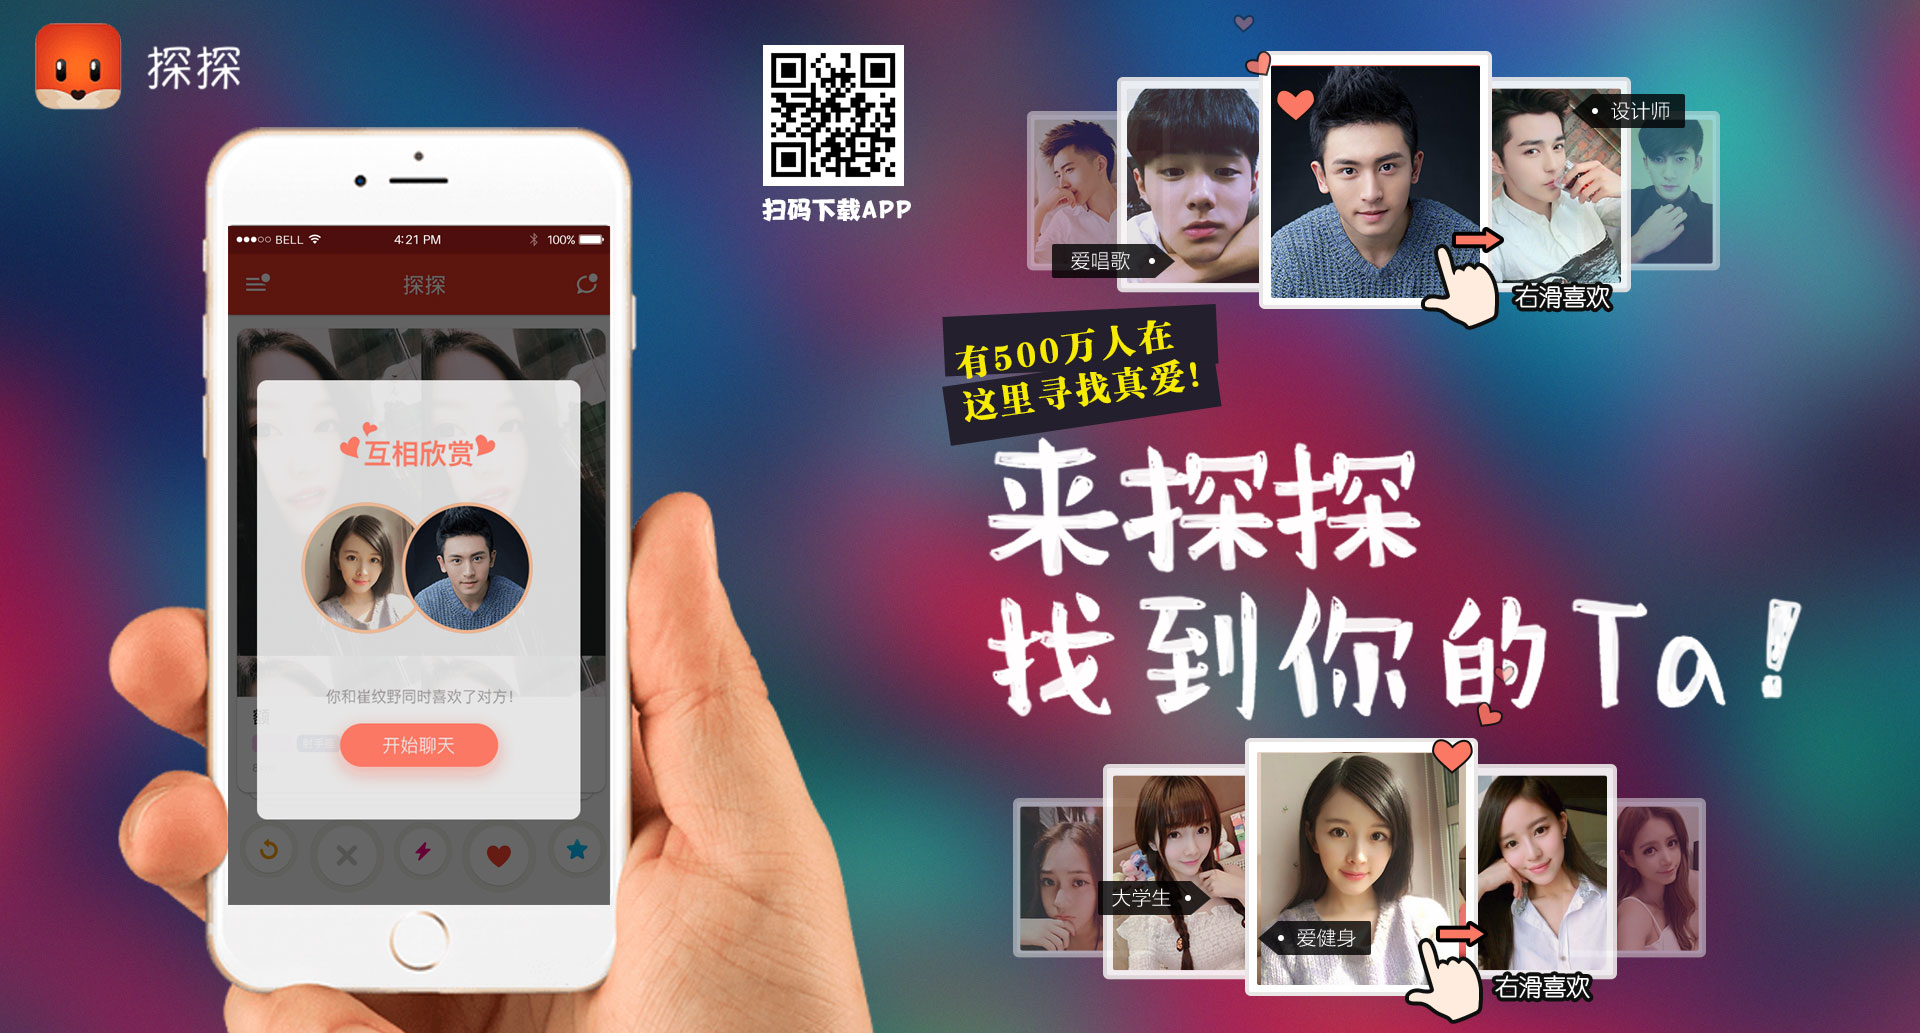 探探
扫码下载APP
BELL
4:21 PM
100%
探探
互相欣赏
你和崔纹野同时喜欢了对方!
额
射手座
开始聊天
设计师
爱唱歌
右滑喜欢
有500万人在
这里寻找真爱!
来探探
找到你的Ta!
大学生
爱健身
右滑喜欢